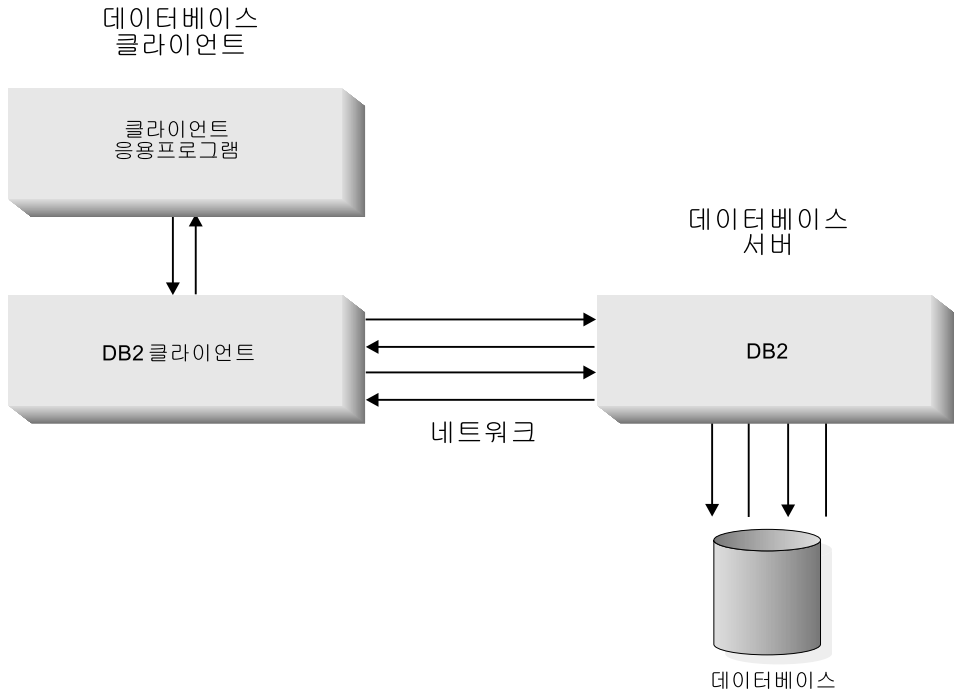 데이터베이스
클라이언트
클라이언트
응용프로그램
데이터베이스
서버
DB2 클라이언트
DB2
네트워크
데이터베이스